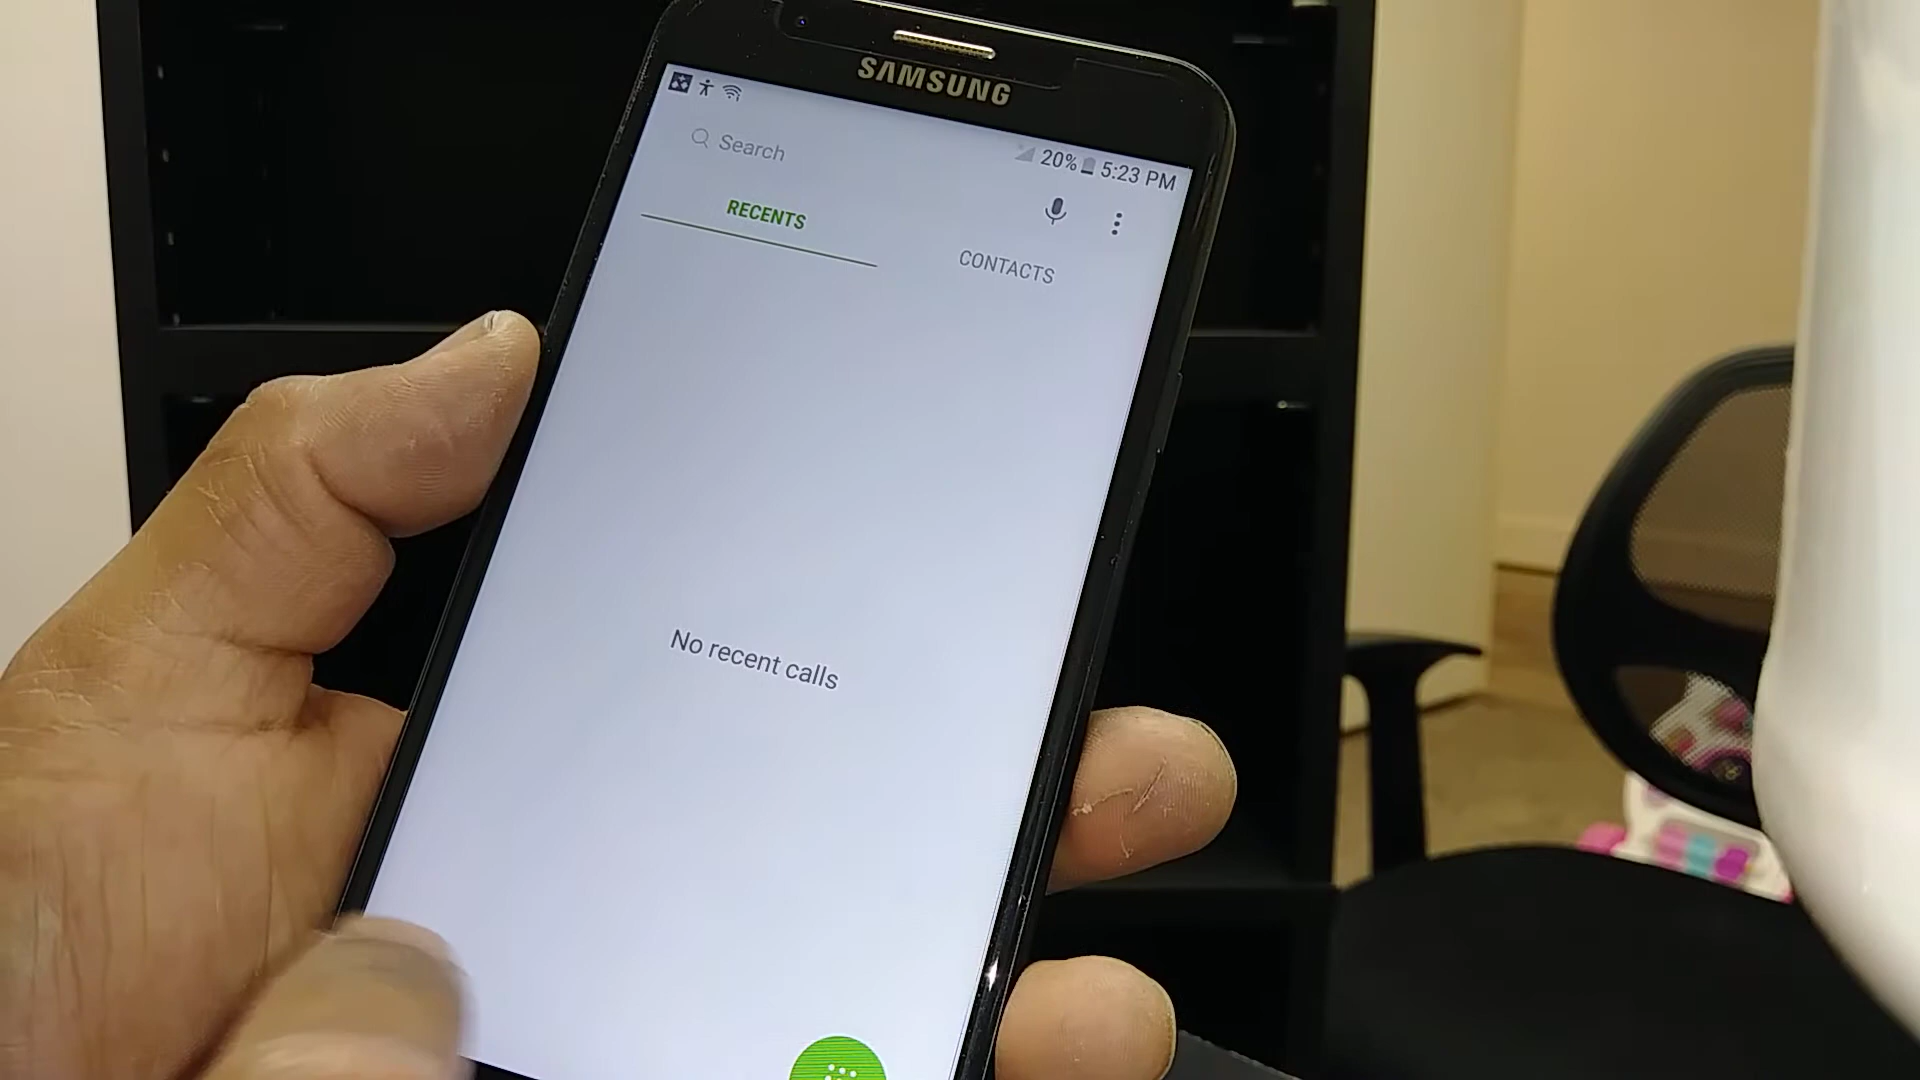 SAMSUNG
20% 5:23 PM
Search
RECENTS
CONTACTS
No recent calls